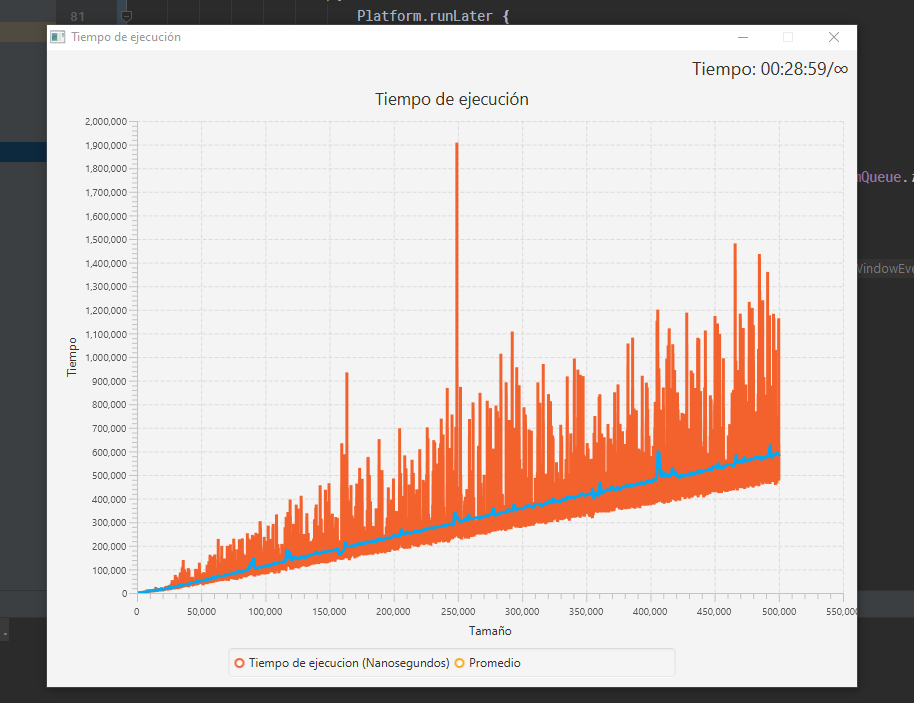 81
Platform.runLater {
Tiempo de ejecución
Tiempo: 00:28:59/∞
Tiempo de ejecución
2,000,000
1,900,000
1,800,000
1,700,000
1,600,000
1,500,000
1,400,000
1,300,000
1,200,000
1,100,000
1,000,000
900,000
800,000
700,000
600,000
500,000
400,000
300,000
200,000
100,000
0
Tiempo
0 50,000 100,000 150,000 200,000 250,000 300,000 350,000 400,000 450,000 500,000 550,000
Tamaño
Tiempo de ejecucion (Nanosegundos) Promedio
nQueue.
WindowEve